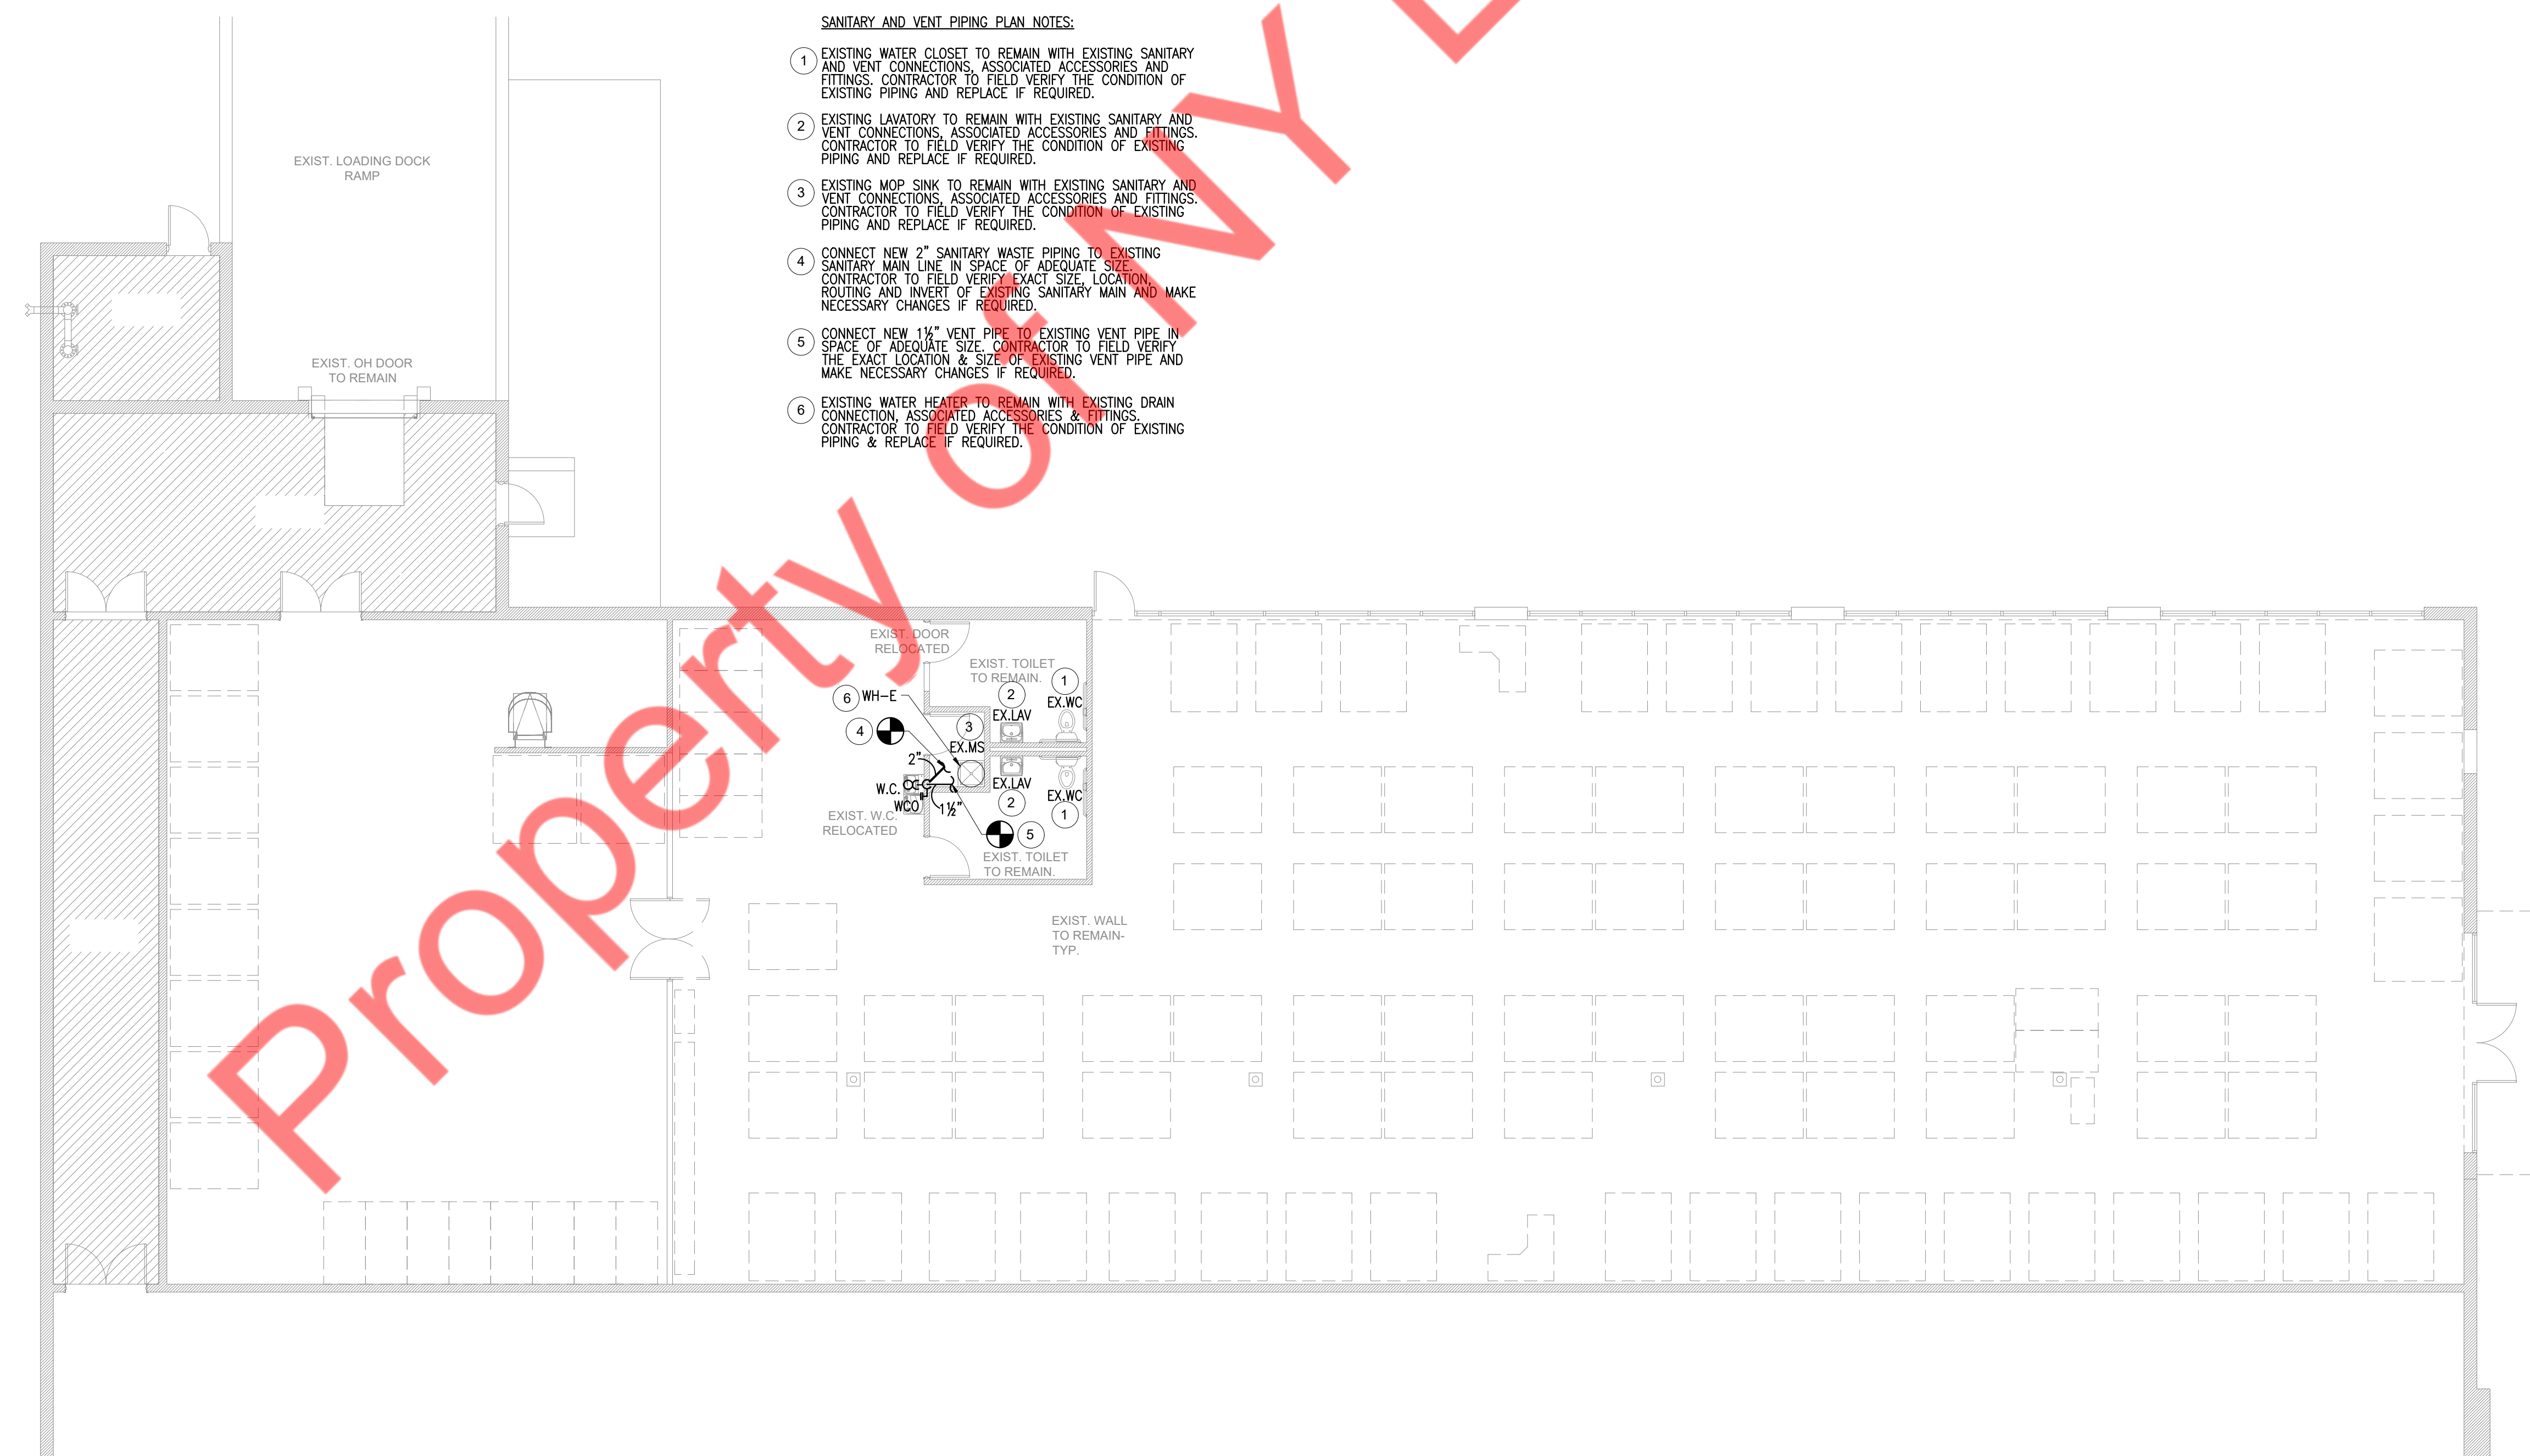 SANITARY AND VENT PIPING PLAN NOTES:
1 EXISTING WATER CLOSET TO REMAIN WITH EXISTING SANITARY
AND VENT CONNECTIONS, ASSOCIATED ACCESSORIES AND
FITTINGS. CONTRACTOR TO FIELD VERIFY THE CONDITION OF
EXISTING PIPING AND REPLACE IF REQUIRED.
2 EXISTING LAVATORY TO REMAIN WITH EXISTING SANITARY AND
VENT CONNECTIONS, ASSOCIATED ACCESSORIES AND FITTINGS.
CONTRACTOR TO FIELD VERIFY THE CONDITION OF EXISTING
PIPING AND REPLACE IF REQUIRED.
3 EXISTING MOP SINK TO REMAIN WITH EXISTING SANITARY AND
VENT CONNECTIONS, ASSOCIATED ACCESSORIES AND FITTINGS.
CONTRACTOR TO FIELD VERIFY THE CONDITION OF EXISTING
PIPING AND REPLACE IF REQUIRED.
4 CONNECT NEW 2" SANITARY WASTE PIPING TO EXISTING
SANITARY MAIN LINE IN SPACE OF ADEQUATE SIZE.
CONTRACTOR TO FIELD VERIFY EXACT SIZE, LOCATION,
ROUTING AND INVERT OF EXISTING SANITARY MAIN AND MAKE
NECESSARY CHANGES IF REQUIRED.
5 CONNECT NEW 1½" VENT PIPE TO EXISTING VENT PIPE IN
SPACE OF ADEQUATE SIZE. CONTRACTOR TO FIELD VERIFY
THE EXACT LOCATION & SIZE OF EXISTING VENT PIPE AND
MAKE NECESSARY CHANGES IF REQUIRED.
6 EXISTING WATER HEATER TO REMAIN WITH EXISTING DRAIN
CONNECTION, ASSOCIATED ACCESSORIES & FITTINGS.
CONTRACTOR TO FIELD VERIFY THE CONDITION OF EXISTING
PIPING & REPLACE IF REQUIRED.
EXIST. LOADING DOCK
RAMP
EXIST. OH DOOR
TO REMAIN
EXIST. DOOR
RELOCATED
EXIST. TOILET
TO REMAIN.
1
EX.WC
2
EX.LAV
6 WH-E
4
3
EX.MS
2"
W.C.
WCO
1½"
EX.LAV
2
EX.WC
1
EXIST. W.C.
RELOCATED
5
EXIST. TOILET
TO REMAIN.
EXIST. WALL
TO REMAIN-
TYP.
Property of NY